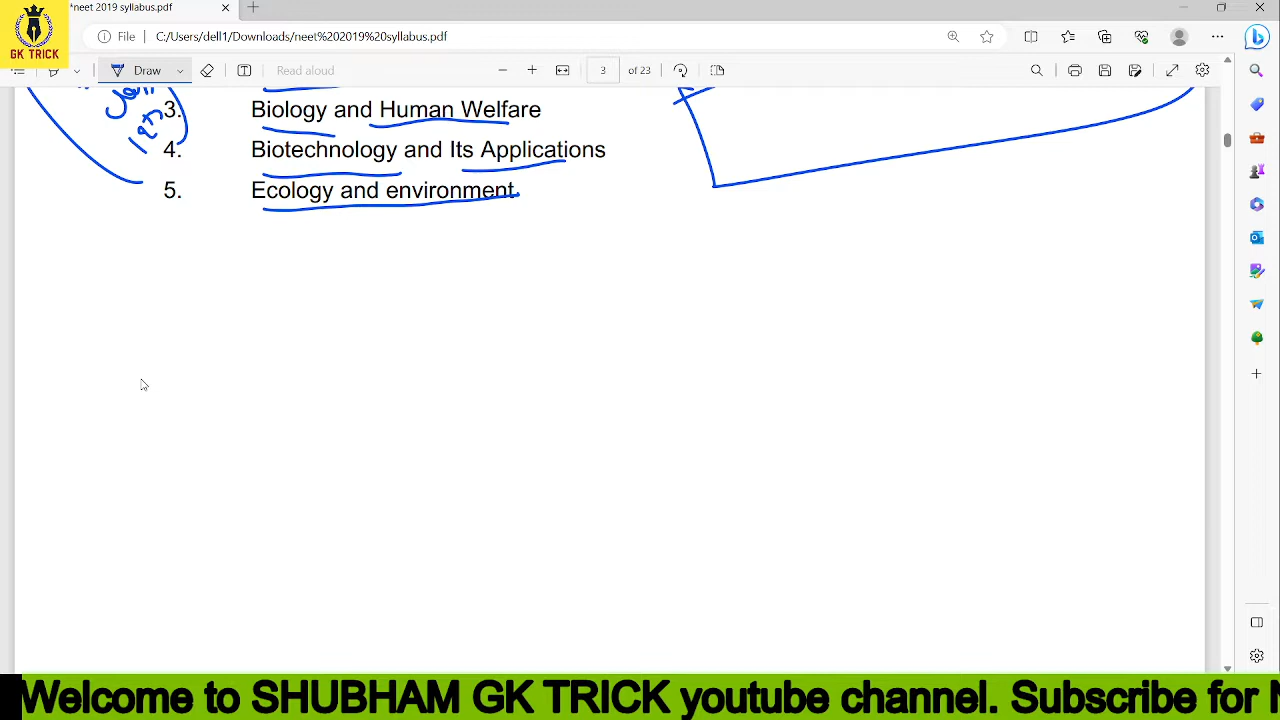 *neet 2019 syllabus.pdf
GK TRICK
File C:/Users/dell1/Downloads/neet%202019%20syllabus.pdf
Draw Read aloud 3 of 23
3. Biology and Human Welfare
12th
4. Biotechnology and Its Applications
5. Ecology and environment
Welcome to SHUBHAM GK TRICK youtube channel. Subscribe for N